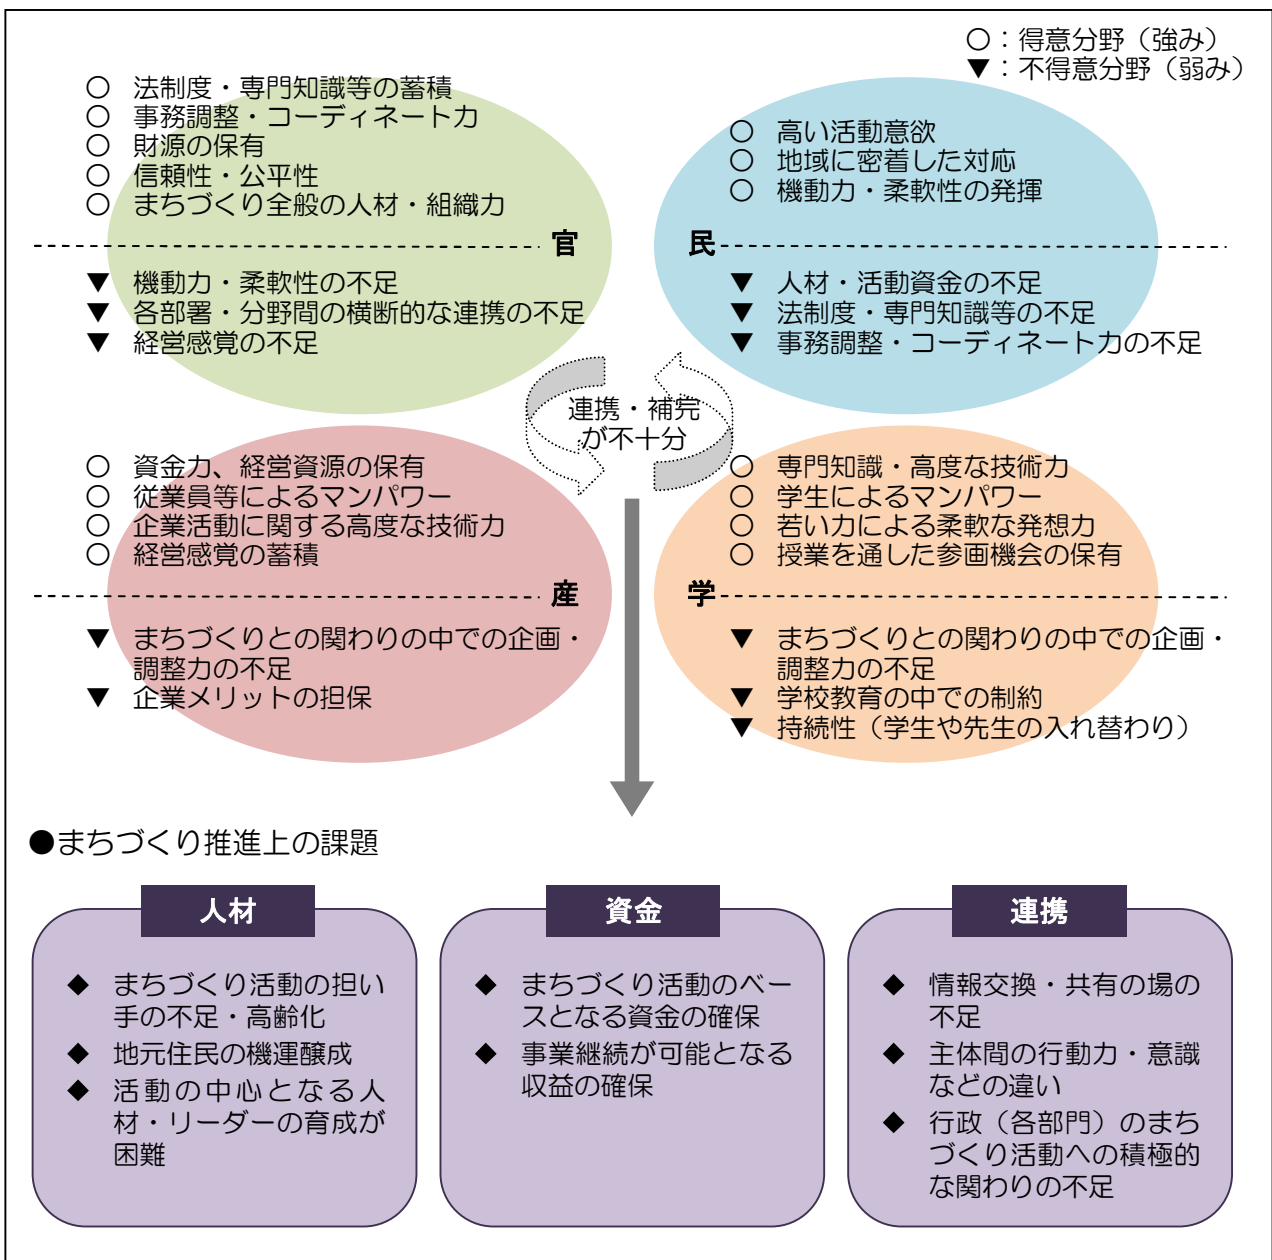 ○：得意分野（強み）
▼：不得意分野（弱み）
○ 法制度・専門知識等の蓄積
○ 事務調整・コーディネート力
○ 財源の保有
○ 信頼性・公平性
○ まちづくり全般の人材・組織力
官
▼ 機動力・柔軟性の不足
▼ 各部署・分野間の横断的な連携の不足
▼ 経営感覚の不足
○ 高い活動意欲
○ 地域に密着した対応
○ 機動力・柔軟性の発揮
民
▼ 人材・活動資金の不足
▼ 法制度・専門知識等の不足
▼ 事務調整・コーディネート力の不足
連携・補完
が不十分
○ 資金力、経営資源の保有
○ 従業員等によるマンパワー
○ 企業活動に関する高度な技術力
○ 経営感覚の蓄積
産
▼ まちづくりとの関わりの中での企画・
調整力の不足
▼ 企業メリットの担保
○ 専門知識・高度な技術力
○ 学生によるマンパワー
○ 若い力による柔軟な発想力
○ 授業を通した参画機会の保有
学
▼ まちづくりとの関わりの中での企画・
調整力の不足
▼ 学校教育の中での制約
▼ 持続性（学生や先生の入れ替わり）
●まちづくり推進上の課題
人材
◆ まちづくり活動の担い
手の不足・高齢化
◆ 地元住民の機運醸成
◆ 活動の中心となる人
材・リーダーの育成が
困難
資金
◆ まちづくり活動のベー
スとなる資金の確保
◆ 事業継続が可能となる
収益の確保
連携
◆ 情報交換・共有の場の
不足
◆ 主体間の行動力・意識
などの違い
◆ 行政（各部門）のまち
づくり活動への積極的
な関わりの不足